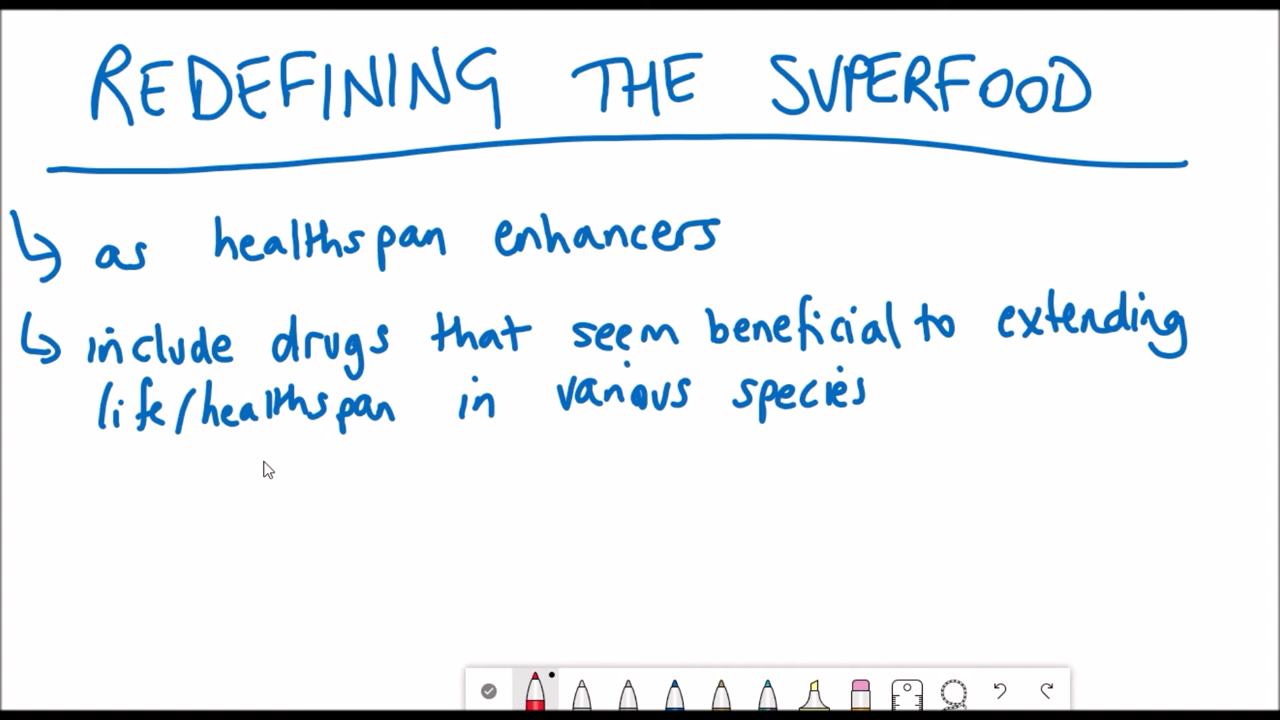 REDEFINING THE SUPERFOOD
↳ as healthspan enhancers
↳ include drugs that seem beneficial to extending
life/healthspan in various species